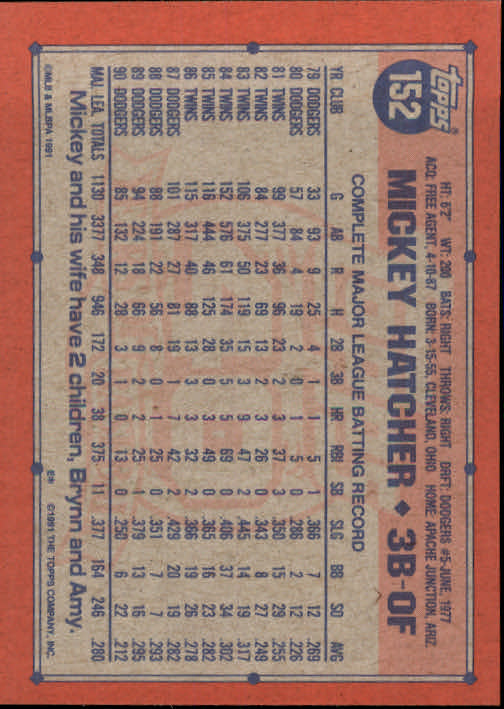 topps®
152
MICKEY HATCHER ◆ 3B-OF
HT: 6'2" WT: 200 BATS: RIGHT THROWS: RIGHT DRAFT: DODGERS #5-JUNE, 1977
ACQ: FREE AGENT, 4-10-87 BORN: 3-15-55, CLEVELAND, OHIO HOME: APACHE JUNCTION, ARIZ.
COMPLETE MAJOR LEAGUE BATTING RECORD
YR CLUB G AB R H 2B 3B HR RBI SB SLG BB SO AVG
79 DODGERS 33 93 9 25 4 1 1 5 1 .366 7 12 .269
80 DODGERS 57 84 4 19 2 0 1 5 0 .286 2 12 .226
81 TWINS 99 377 36 96 23 2 3 37 3 .350 15 29 .255
82 TWINS 84 277 23 69 13 2 3 26 0 .343 8 27 .249
83 TWINS 106 375 50 119 15 3 9 47 2 .445 14 19 .317
84 TWINS 152 576 61 174 35 5 5 69 0 .406 37 34 .302
85 TWINS 116 444 46 125 28 0 3 49 0 .365 16 23 .282
86 TWINS 115 317 40 88 13 3 3 32 2 .366 19 26 .278
87 DODGERS 101 287 27 81 19 1 7 42 2 .429 20 19 .282
88 DODGERS 88 191 22 56 8 0 1 25 0 .351 7 7 .293
89 DODGERS 94 224 18 66 9 2 2 25 1 .379 13 16 .295
90 DODGERS 85 132 12 28 3 1 0 13 0 .250 6 22 .212
MAJ. LEA. TOTALS 1130 3377 348 946 172 20 38 375 11 .377 164 246 .280
Mickey and his wife have 2 children, Brynn and Amy.
©MLB & MLBPA 1991 ©1991 THE TOPPS COMPANY, INC.